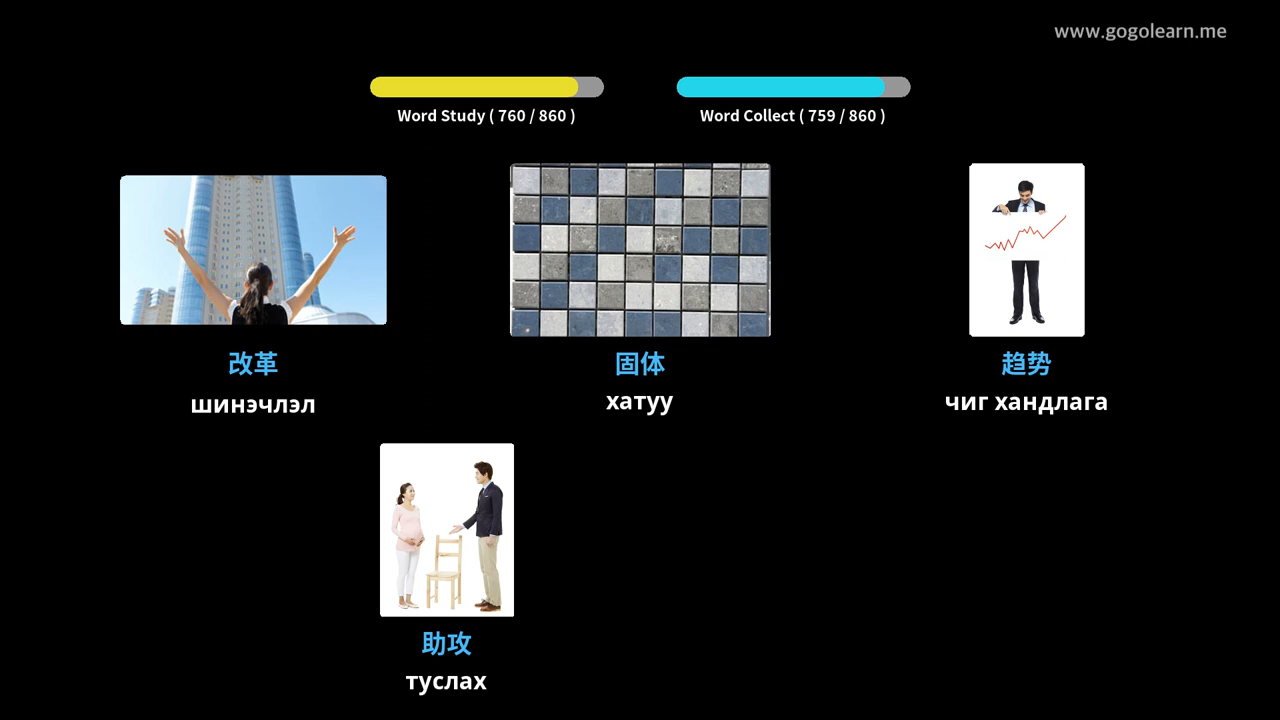 www.gogolearn.me
Word Study ( 760 / 860 )
Word Collect ( 759 / 860 )
改革
шинэчлэл
固体
хатуу
趋势
чиг хандлага
助攻
туслах